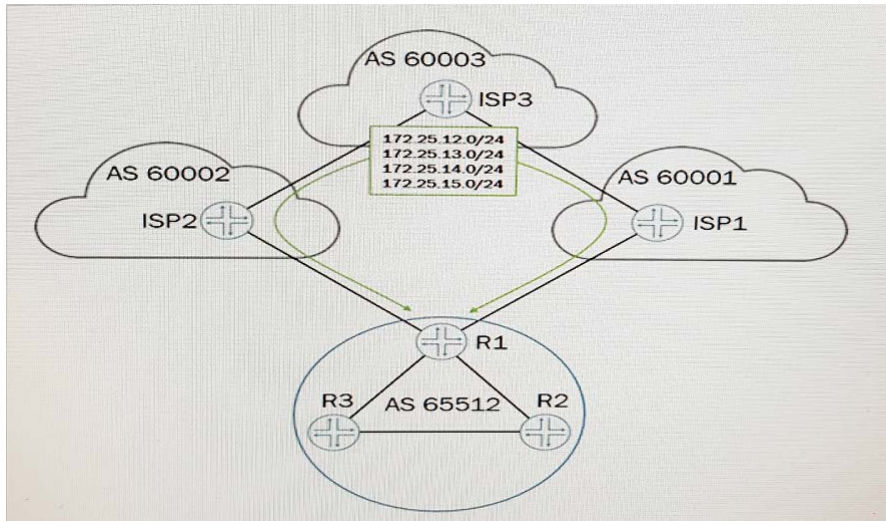 AS 60003
ISP3
172.25.12.0/24
172.25.13.0/24
172.25.14.0/24
172.25.15.0/24
AS 60002
AS 60001
ISP2
ISP1
R1
R3
AS 65512
R2